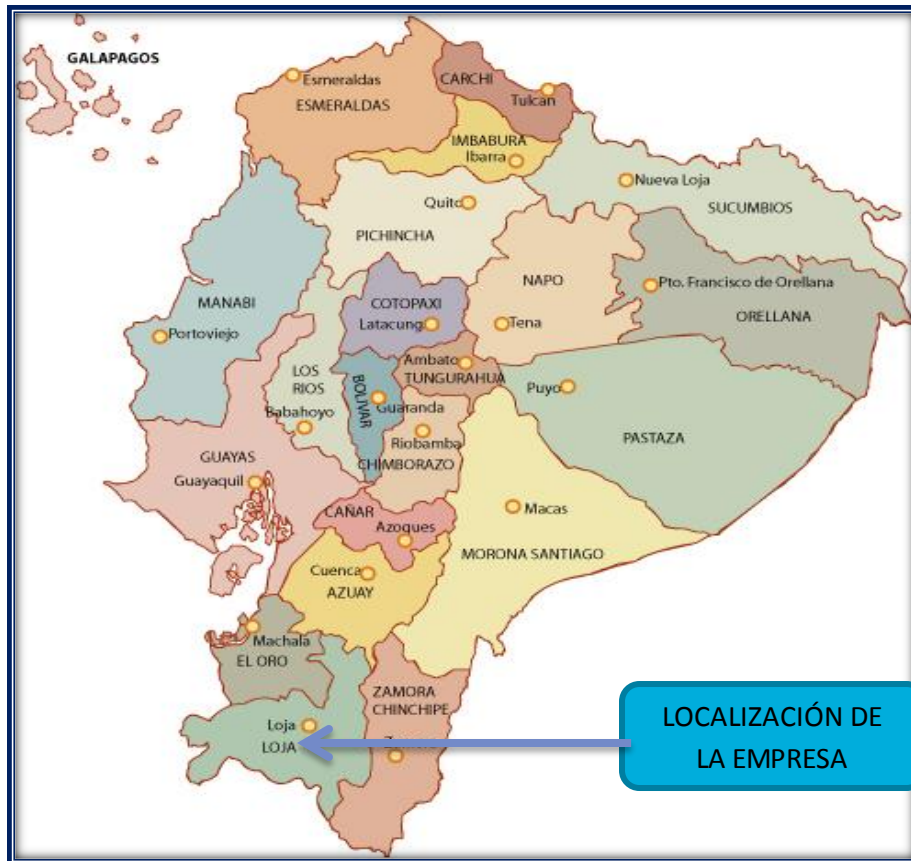 GALAPAGOS
Esmeraldas
ESMERALDAS
CARCHI
Tulcan
IMBABURA
Ibarra
Nueva Loja
SUCUMBIOS
Quito
PICHINCHA
NAPO
Pto. Francisco de Orellana
ORELLANA
MANABI
Portoviejo
COTOPAXI
Latacung
Tena
LOS
RIOS
Babahoyo
BOLIVAR
Guaranda
Ambato
TUNGURAHUA
Puyo
PASTAZA
Riobamba
CHIMBORAZO
GUAYAS
Guayaquil
CAÑAR
Azoques
Macas
MORONA SANTIAGO
Cuenca
AZUAY
Machala
EL ORO
ZAMORA
CHINCHIPE
Loja
LOJA
LOCALIZACIÓN DE
LA EMPRESA